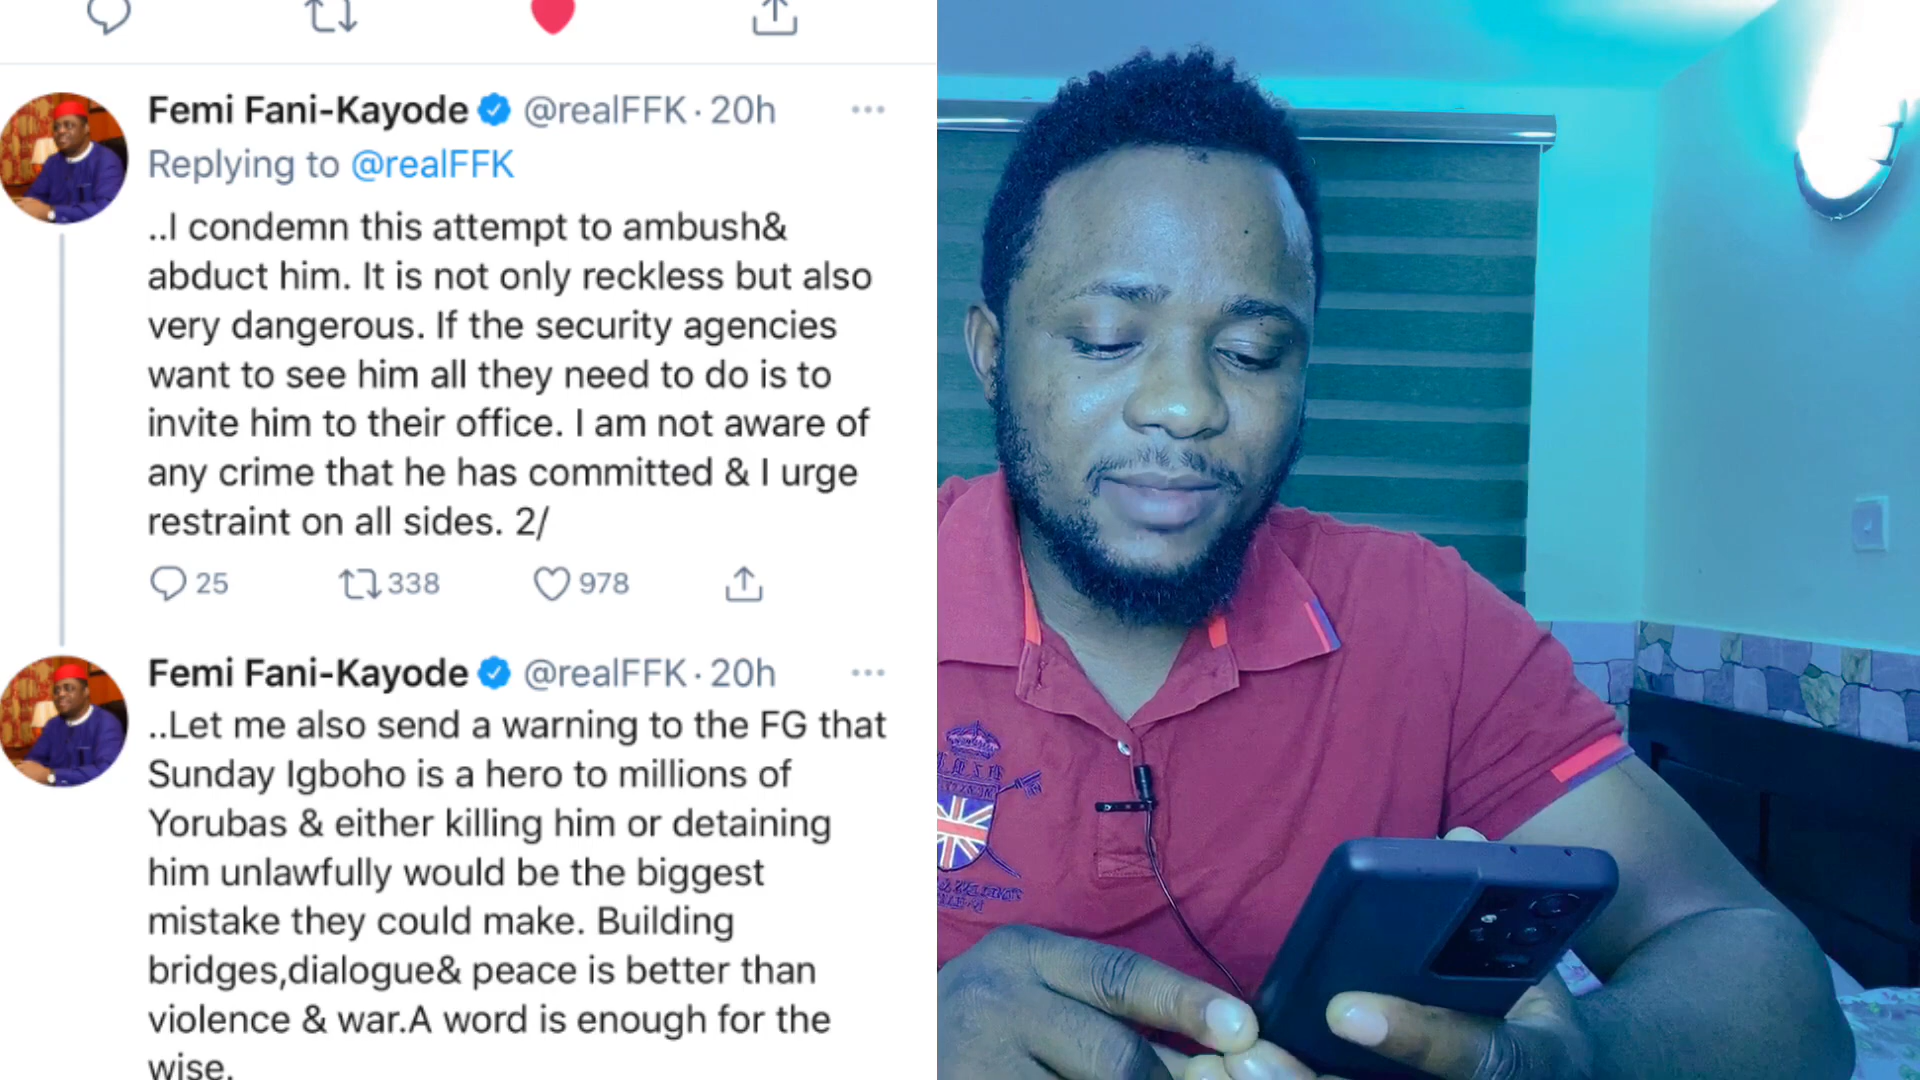 Femi Fani-Kayode @realFFK · 20h
Replying to @realFFK
..I condemn this attempt to ambush&
abduct him. It is not only reckless but also
very dangerous. If the security agencies
want to see him all they need to do is to
invite him to their office. I am not aware of
any crime that he has committed & I urge
restraint on all sides. 2/
25 338 978
Femi Fani-Kayode @realFFK · 20h
..Let me also send a warning to the FG that
Sunday Igboho is a hero to millions of
Yorubas & either killing him or detaining
him unlawfully would be the biggest
mistake they could make. Building
bridges,dialogue& peace is better than
violence & war.A word is enough for the
wise.